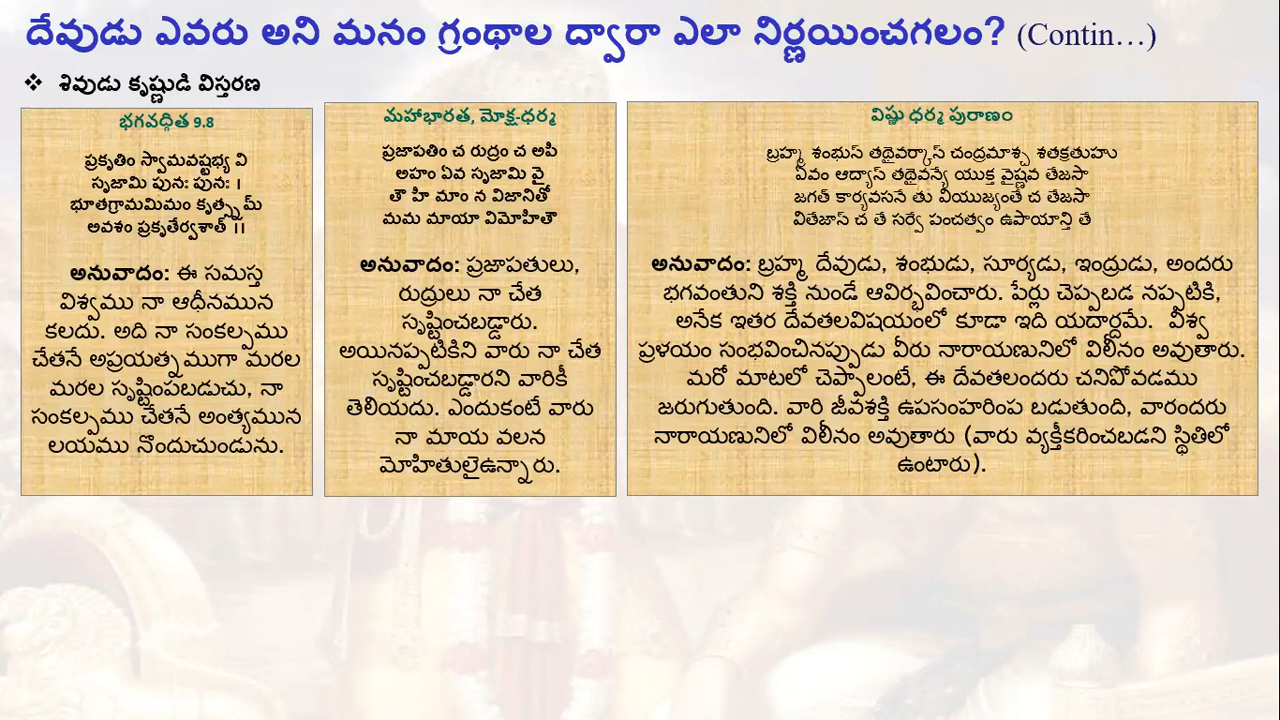 దేవుడు ఎవరు అని మనం గ్రంథాల ద్వారా ఎలా నిర్ణయించగలం? (Contin…)
❖ శివుడు కృష్ణుడి విస్తరణ
భగవద్గిత 9.8
ప్రకృతిం స్వామవష్టభ్య వి
సృజామి పునః పునః ।
భూతగ్రామమిమం కృత్స్నమ్
అవశం ప్రకృతేర్వశాత్ ।।
అనువాదం: ఈ సమస్త
విశ్వము నా ఆధీనమున
కలదు. అది నా సంకల్పము
చేతనే అప్రయత్నముగా మరల
మరల సృష్టింపబడుచు, నా
సంకల్పము చేతనే అంత్యమున
లయము నొందుచుండును.
మహాభారత, మోక్ష-ధర్మ
ప్రజాపతిం చ రుద్రం చ అపి
అహం ఏవ సృజామి వై
తౌ హి మాం న విజానితో
మమ మాయా విమోహితౌ
అనువాదం: ప్రజాపతులు,
రుద్రులు నా చేత
సృష్టించబడ్డారు.
అయినప్పటికిని వారు నా చేత
సృష్టించబడ్డారని వారికీ
తెలియదు. ఎందుకంటే వారు
నా మాయ వలన
మోహితులైఉన్నారు.
విష్ణు ధర్మ పురాణం
బ్రహ్మ శంభుస్ తదైవర్కాస్ చంద్రమాశ్చ శతక్రతుహు
ఏవం ఆద్యాస్ తదైవన్యే యుక్త వైష్ణవ తేజసా
జగత్ కార్యవసనే తు వియుజ్యంతే చ తేజసా
వితేజాస్ చ తే సర్వే పంచత్వం ఉపాయాన్తి తే
అనువాదం: బ్రహ్మ దేవుడు, శంభుడు, సూర్యడు, ఇంద్రుడు, అందరు
భగవంతుని శక్తి నుండే ఆవిర్భవించారు. పేర్లు చెప్పబడ నప్పటికి,
అనేక ఇతర దేవతలవిషయంలో కూడా ఇది యదార్ధమే. విశ్వ
ప్రళయం సంభవించినప్పుడు వీరు నారాయణునిలో విలీనం అవుతారు.
మరో మాటలో చెప్పాలంటే, ఈ దేవతలందరు చనిపోవడము
జరుగుతుంది. వారి జీవశక్తి ఉపసంహరింప బడుతుంది, వారందరు
నారాయణునిలో విలీనం అవుతారు (వారు వ్యక్తీకరించబడని స్థితిలో
ఉంటారు).